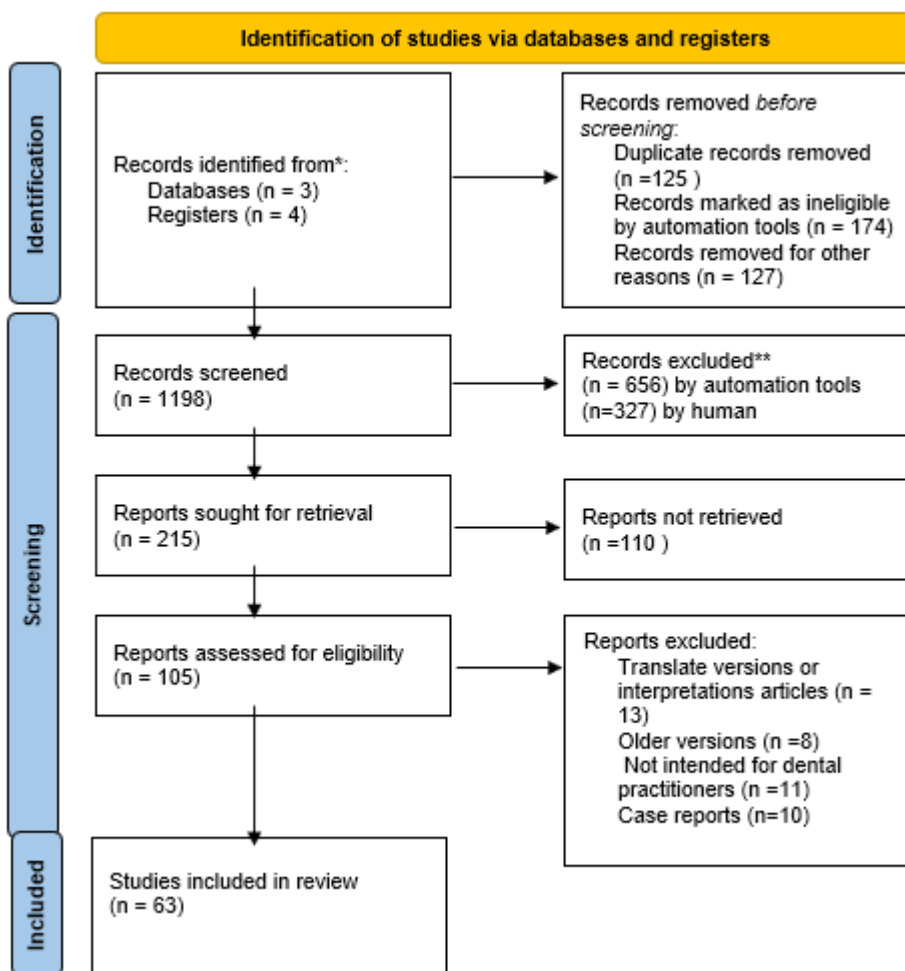 Identification of studies via databases and registers
Identification
Records identified from*:
Databases (n = 3)
Registers (n = 4)
Records removed before
screening:
Duplicate records removed
(n =125 )
Records marked as ineligible
by automation tools (n = 174)
Records removed for other
reasons (n = 127)
Screening
Records screened
(n = 1198)
Records excluded**
(n = 656) by automation tools
(n=327) by human
Reports sought for retrieval
(n = 215)
Reports not retrieved
(n =110 )
Reports assessed for eligibility
(n = 105)
Reports excluded:
Translate versions or
interpretations articles (n =
13)
Older versions (n =8)
Not intended for dental
practitioners (n =11)
Case reports (n=10)
Included
Studies included in review
(n = 63)